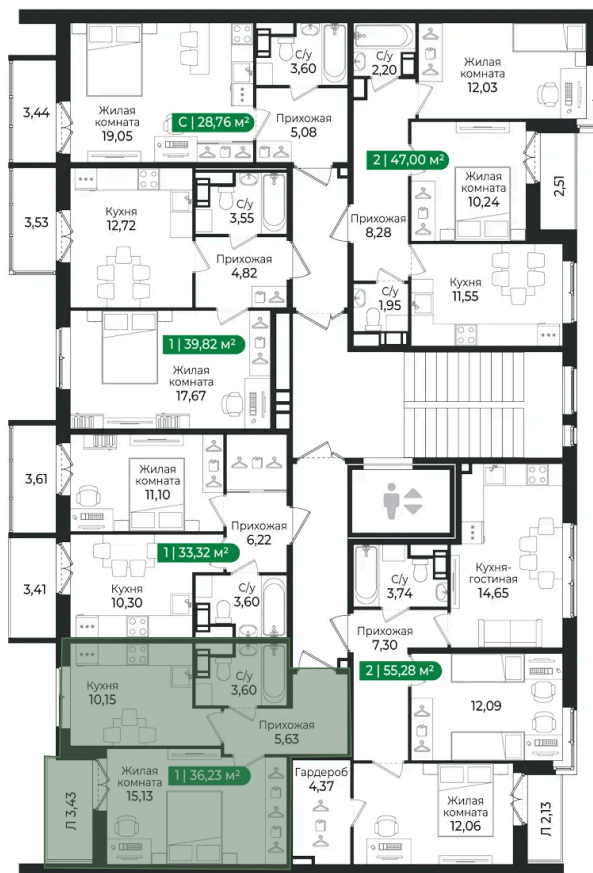 3,44
Жилая
комната
19,05
С | 28,76 м²
С/у
3,60
Прихожая
5,08
С/у
2,20
Жилая
комната
12,03
2 | 47,00 м²
Жилая
комната
10,24
2,51
3,53
Кухня
12,72
С/у
3,55
Прихожая
4,82
Прихожая
8,28
С/у
1,95
Кухня
11,55
1 | 39,82 м²
Жилая
комната
17,67
3,61
Жилая
комната
11,10
Прихожая
6,22
1 | 33,32 м²
3,41
Кухня
10,30
С/у
3,60
С/у
3,74
Кухня-
гостиная
14,65
Прихожая
7,30
2 | 55,28 м²
12,09
Кухня
10,15
С/у
3,60
Прихожая
5,63
1 | 36,23 м²
Жилая
комната
15,13
Л 3,43
Гардероб
4,37
Жилая
комната
12,06
Л 2,13